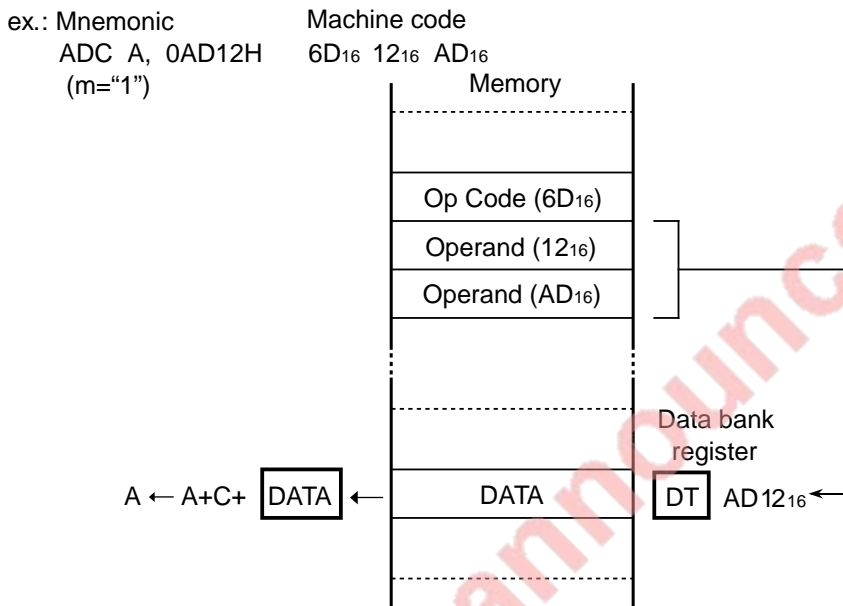 ex.: Mnemonic Machine code
ADC A, 0AD12H 6D₁₆ 12₁₆ AD₁₆
(m=“1”)
Memory
Op Code (6D₁₆)
Operand (12₁₆)
Operand (AD₁₆)
Data bank
register
A ← A+C+ DATA ← DATA DT AD12₁₆
announc